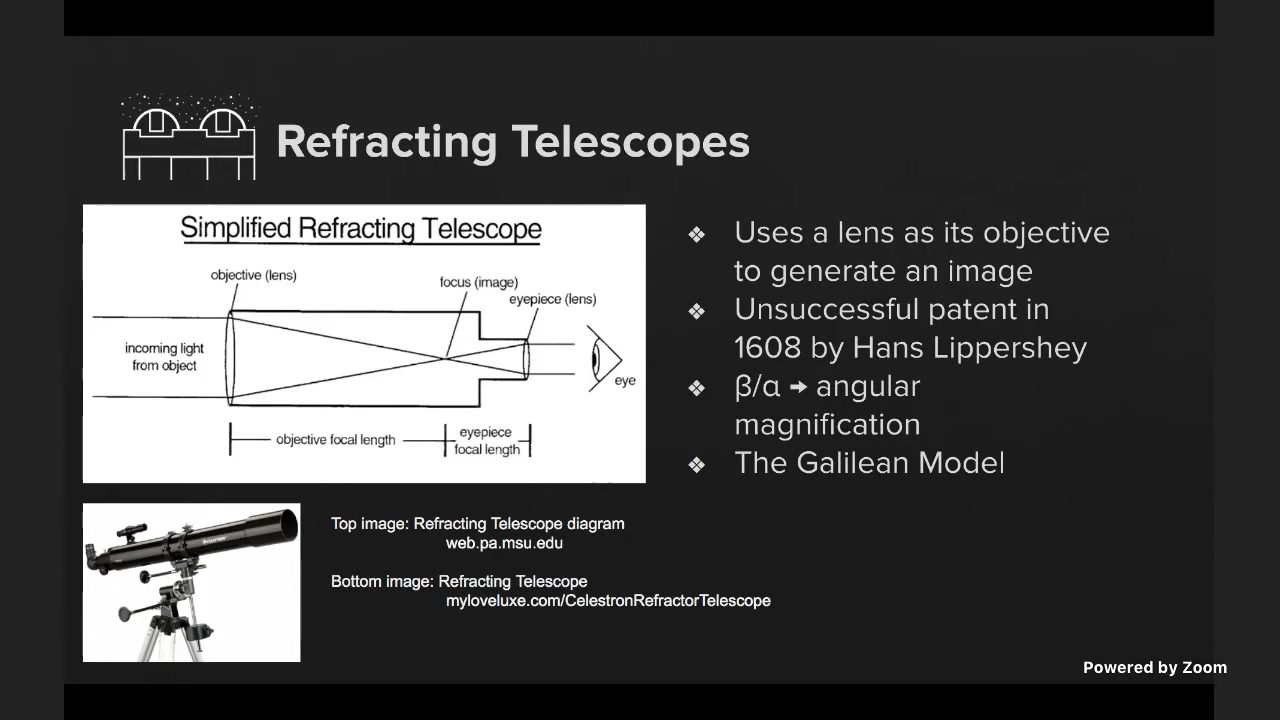 Refracting Telescopes
Simplified Refracting Telescope
objective (lens)
focus (image)
eyepiece (lens)
incoming light
from object
eye
objective focal length
eyepiece
focal length
❖ Uses a lens as its objective
to generate an image
❖ Unsuccessful patent in
1608 by Hans Lippershey
❖ β/α → angular
magnification
❖ The Galilean Model
Top image: Refracting Telescope diagram
web.pa.msu.edu
Bottom image: Refracting Telescope
myloveluxe.com/CelestronRefractorTelescope
Powered by Zoom